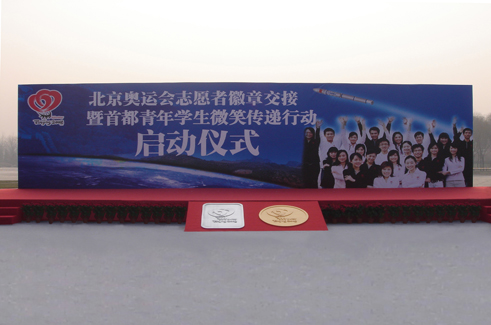 北京奥运会志愿者徽章交接
暨首都青年学生微笑传递行动
启动仪式